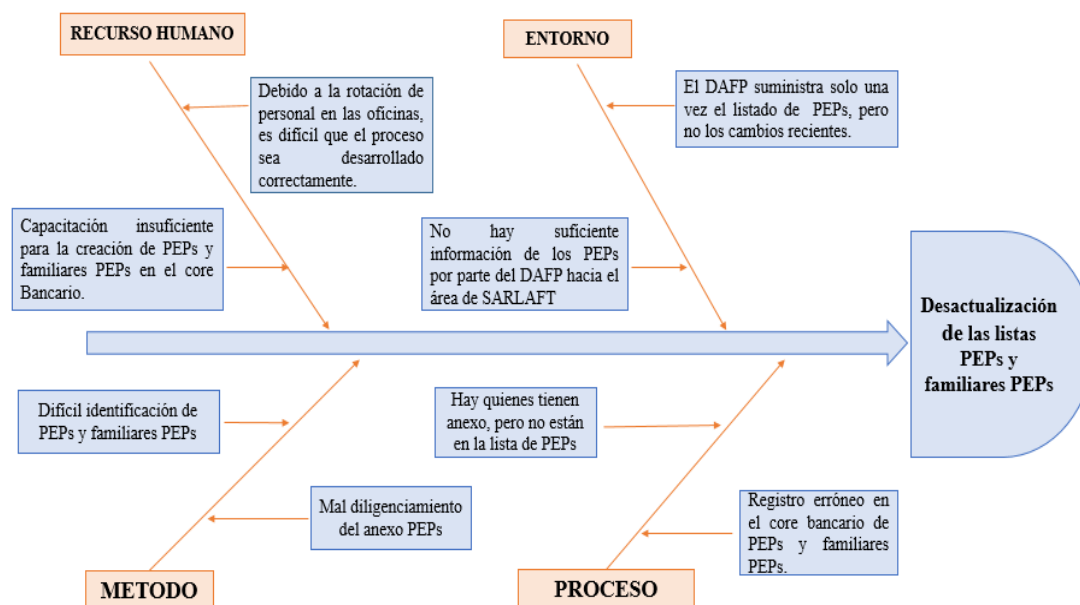 RECURSO HUMANO
ENTORNO
Debido a la rotación de
personal en las oficinas,
es difícil que el proceso
sea desarrollado
correctamente.
El DAFP suministra solo una
vez el listado de PEPs, pero
no los cambios recientes.
Capacitación insuficiente
para la creación de PEPs y
familiares PEPs en el core
Bancario.
No hay suficiente
información de los PEPs
por parte del DAFP hacia el
área de SARLAFT
Desactualización
de las listas
PEPs y
familiares PEPs
Difícil identificación de
PEPs y familiares PEPs
Hay quienes tienen
anexo, pero no están
en la lista de PEPs
Mal diligenciamiento
del anexo PEPs
Registro erróneo en
el core bancario de
PEPs y familiares
PEPs.
METODO
PROCESO